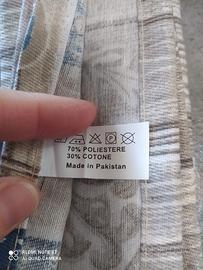 70% POLIESTERE
30% COTONE
Made in Pakistan
REDMI NOTE 8T
AI QUAD CAMERA